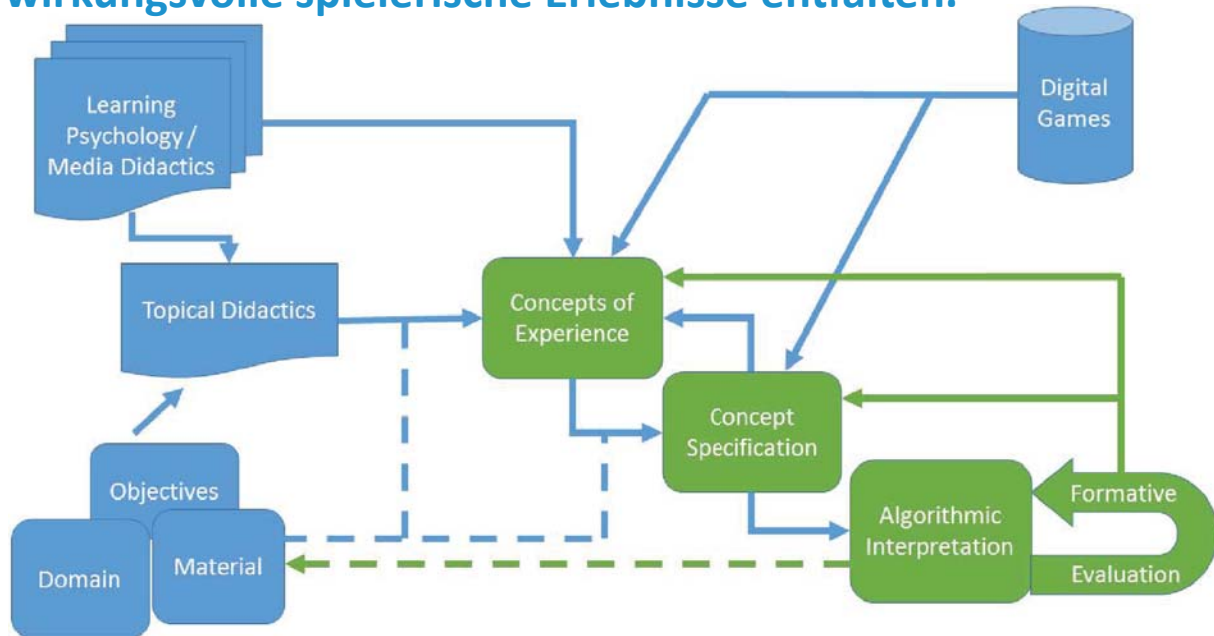 wirkungsvolle spielerische Erlebnisse entfalten.
Learning
Psychology /
Media Didactics
Digital
Games
Topical Didactics
Concepts of
Experience
Concept
Specification
Objectives
Domain
Material
Algorithmic
Interpretation
Formative
Evaluation